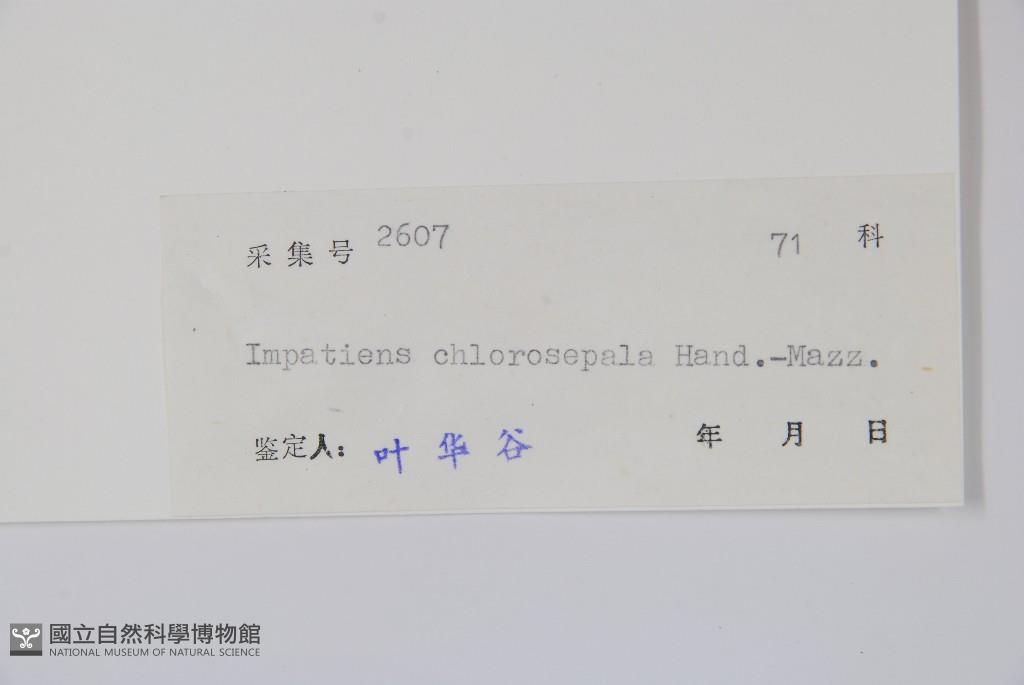 采集号 2607 71 科
Impatiens chlorosepala Hand.-Mazz.
鉴定人: 叶华谷 年 月 日
國立自然科學博物館
NATIONAL MUSEUM OF NATURAL SCIENCE